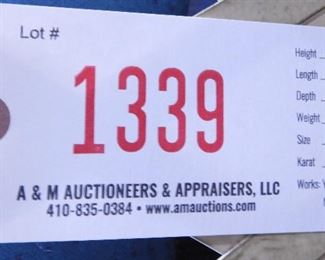 Lot #
1339
A & M AUCTIONEERS & APPRAISERS, LLC
410-835-0384 • www.amauctions.com
Height
Length
Depth
Weight
Size
Karat
Works: